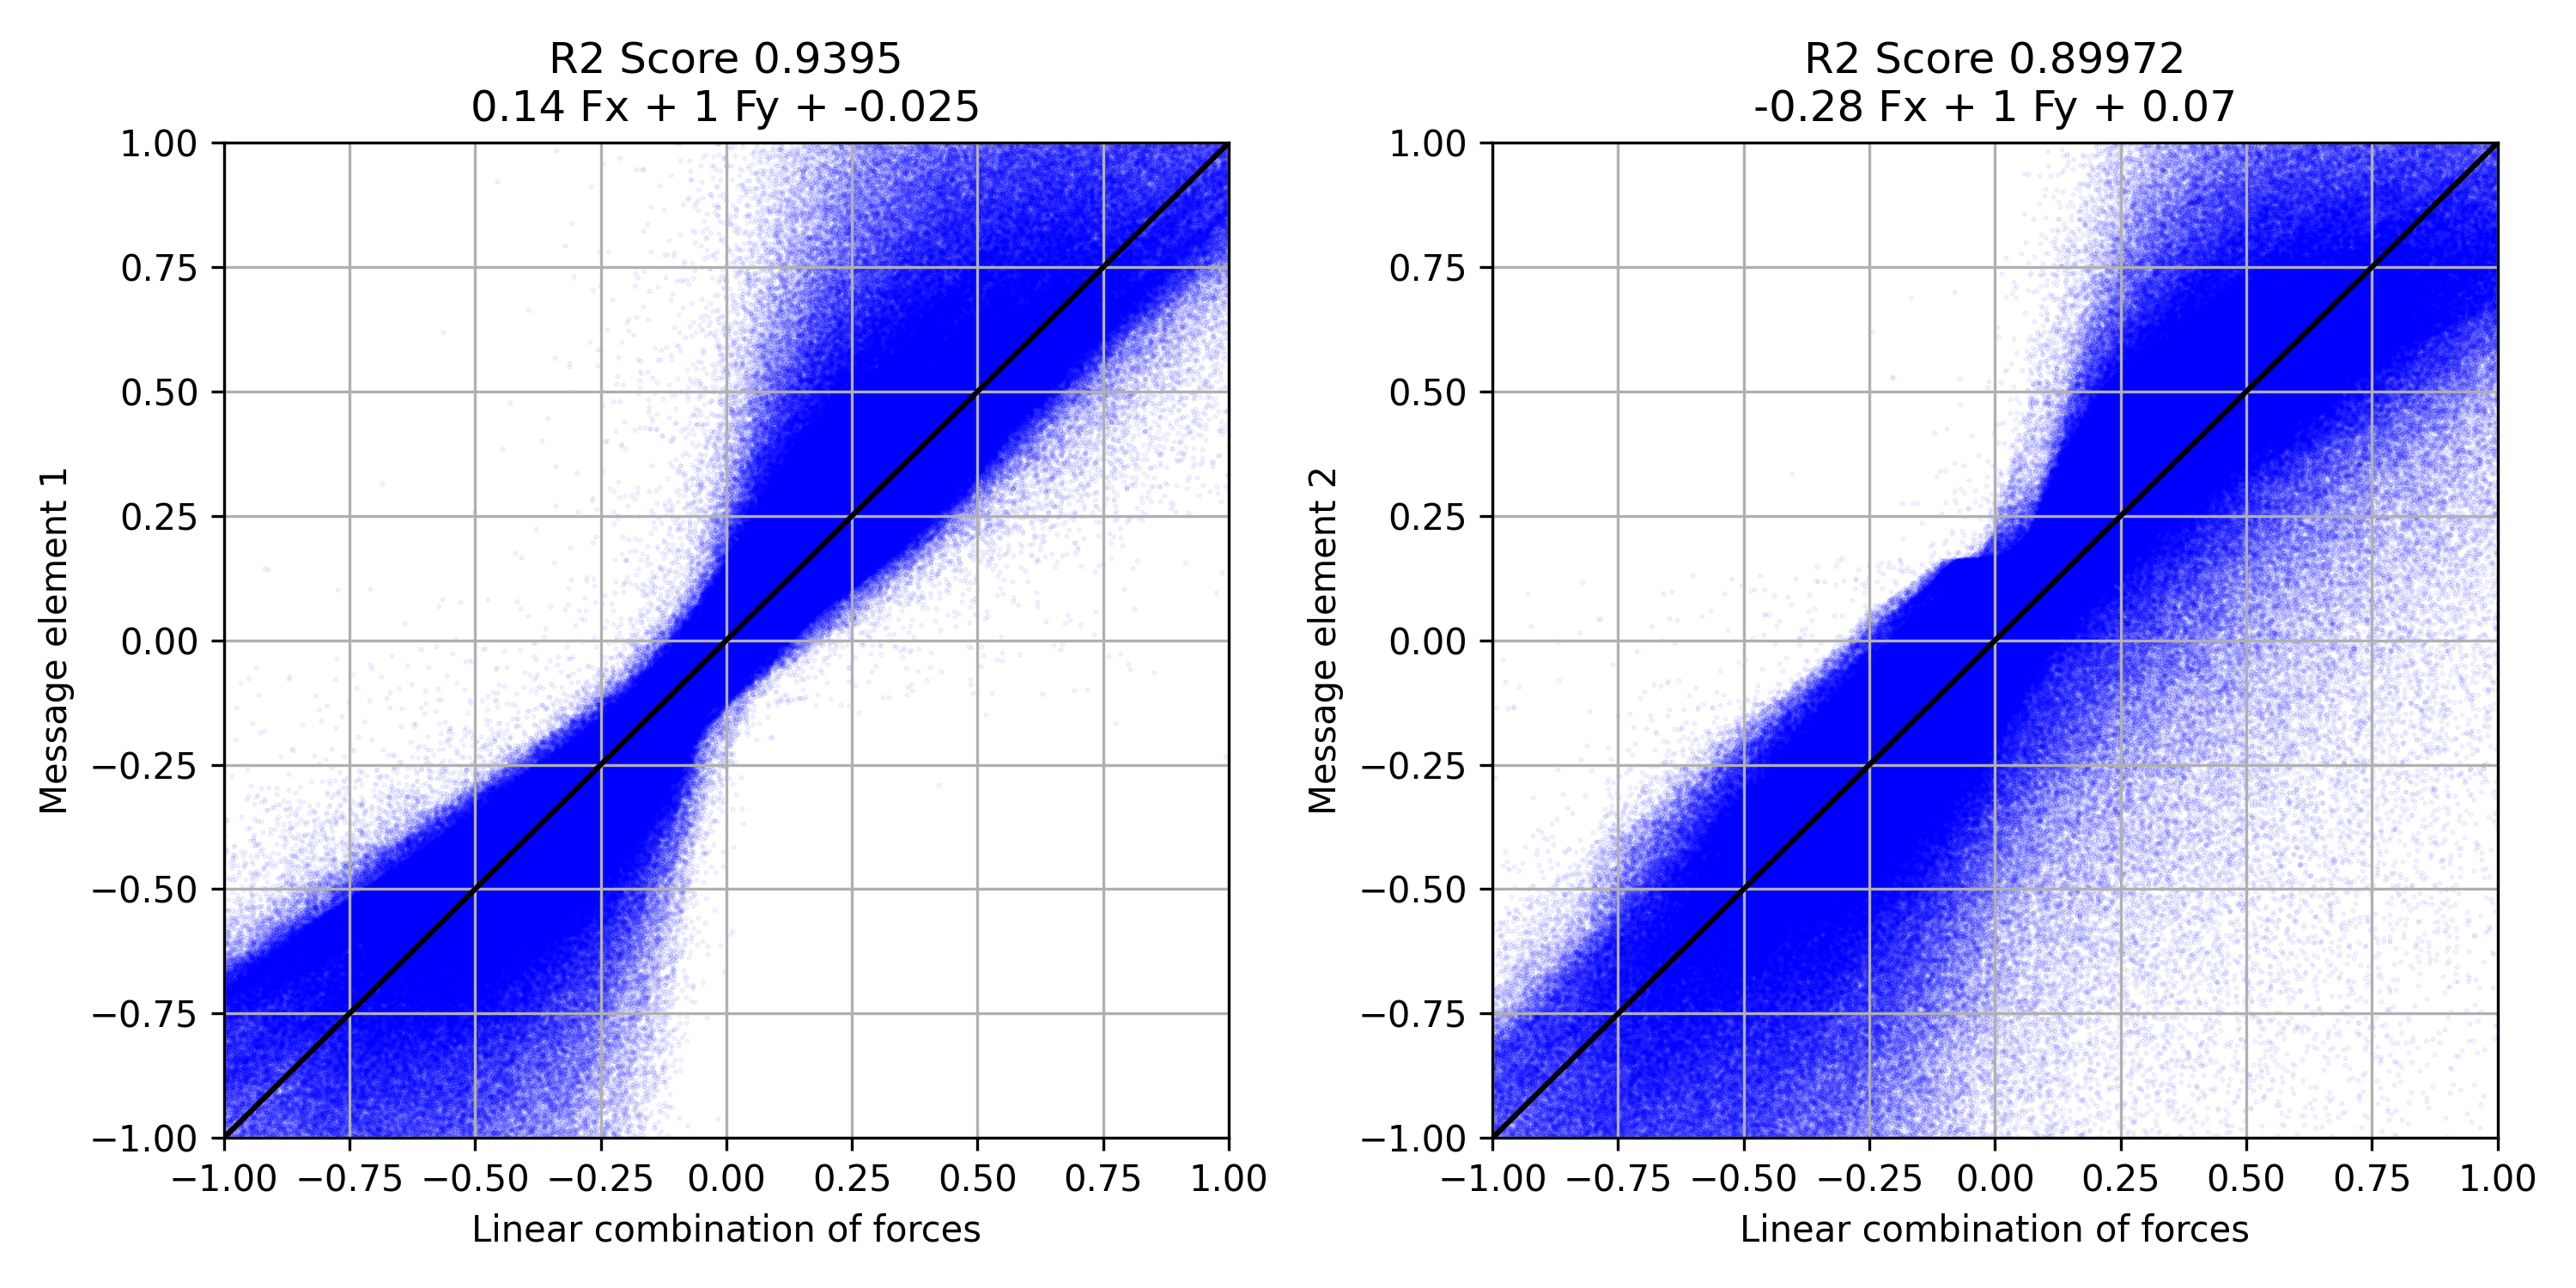 R2 Score 0.9395
0.14 Fx + 1 Fy + -0.025
1.00
0.75
0.50
0.25
0.00
−0.25
−0.50
−0.75
−1.00
Message element 1
−1.00 −0.75 −0.50 −0.25 0.00 0.25 0.50 0.75 1.00
Linear combination of forces
R2 Score 0.89972
-0.28 Fx + 1 Fy + 0.07
1.00
0.75
0.50
0.25
0.00
−0.25
−0.50
−0.75
−1.00
Message element 2
−1.00 −0.75 −0.50 −0.25 0.00 0.25 0.50 0.75 1.00
Linear combination of forces